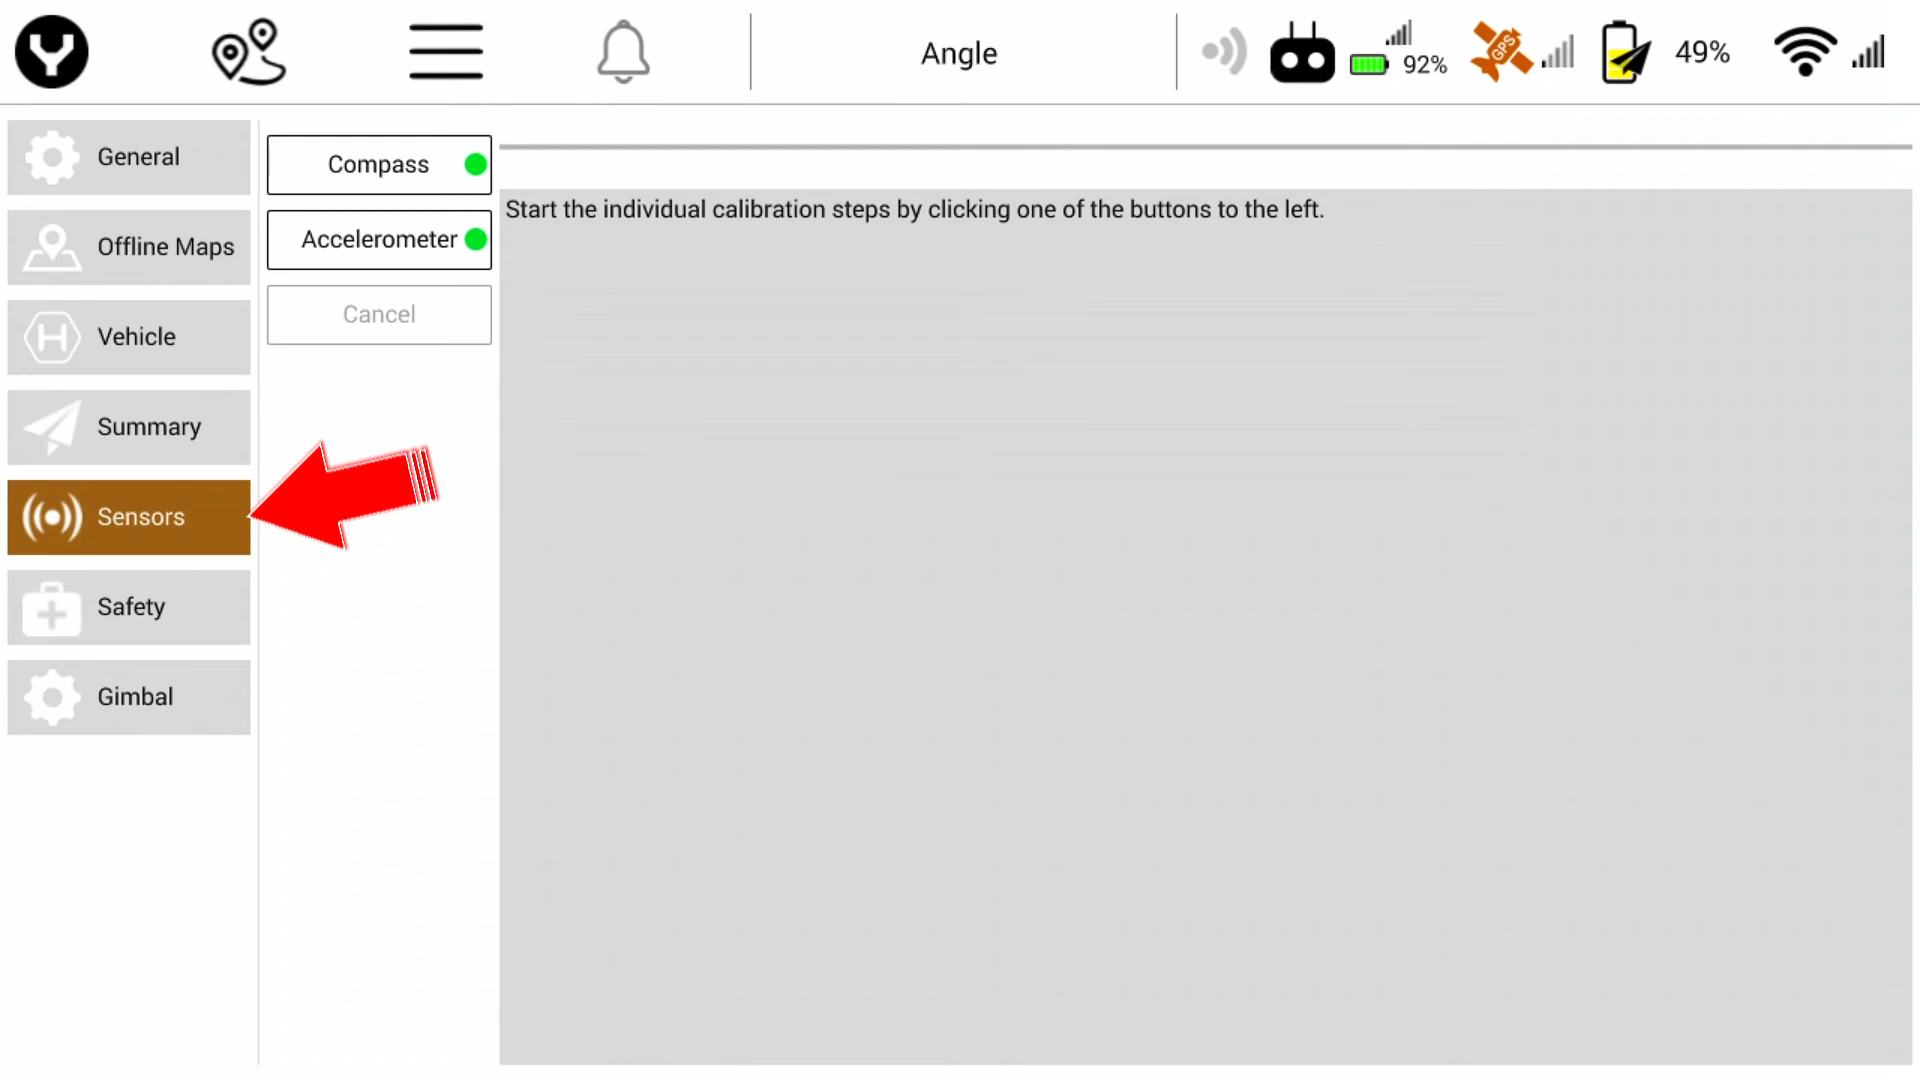 Angle
92%
GPS
49%
General
Offline Maps
Vehicle
Summary
Sensors
Safety
Gimbal
Compass
Accelerometer
Cancel
Start the individual calibration steps by clicking one of the buttons to the left.